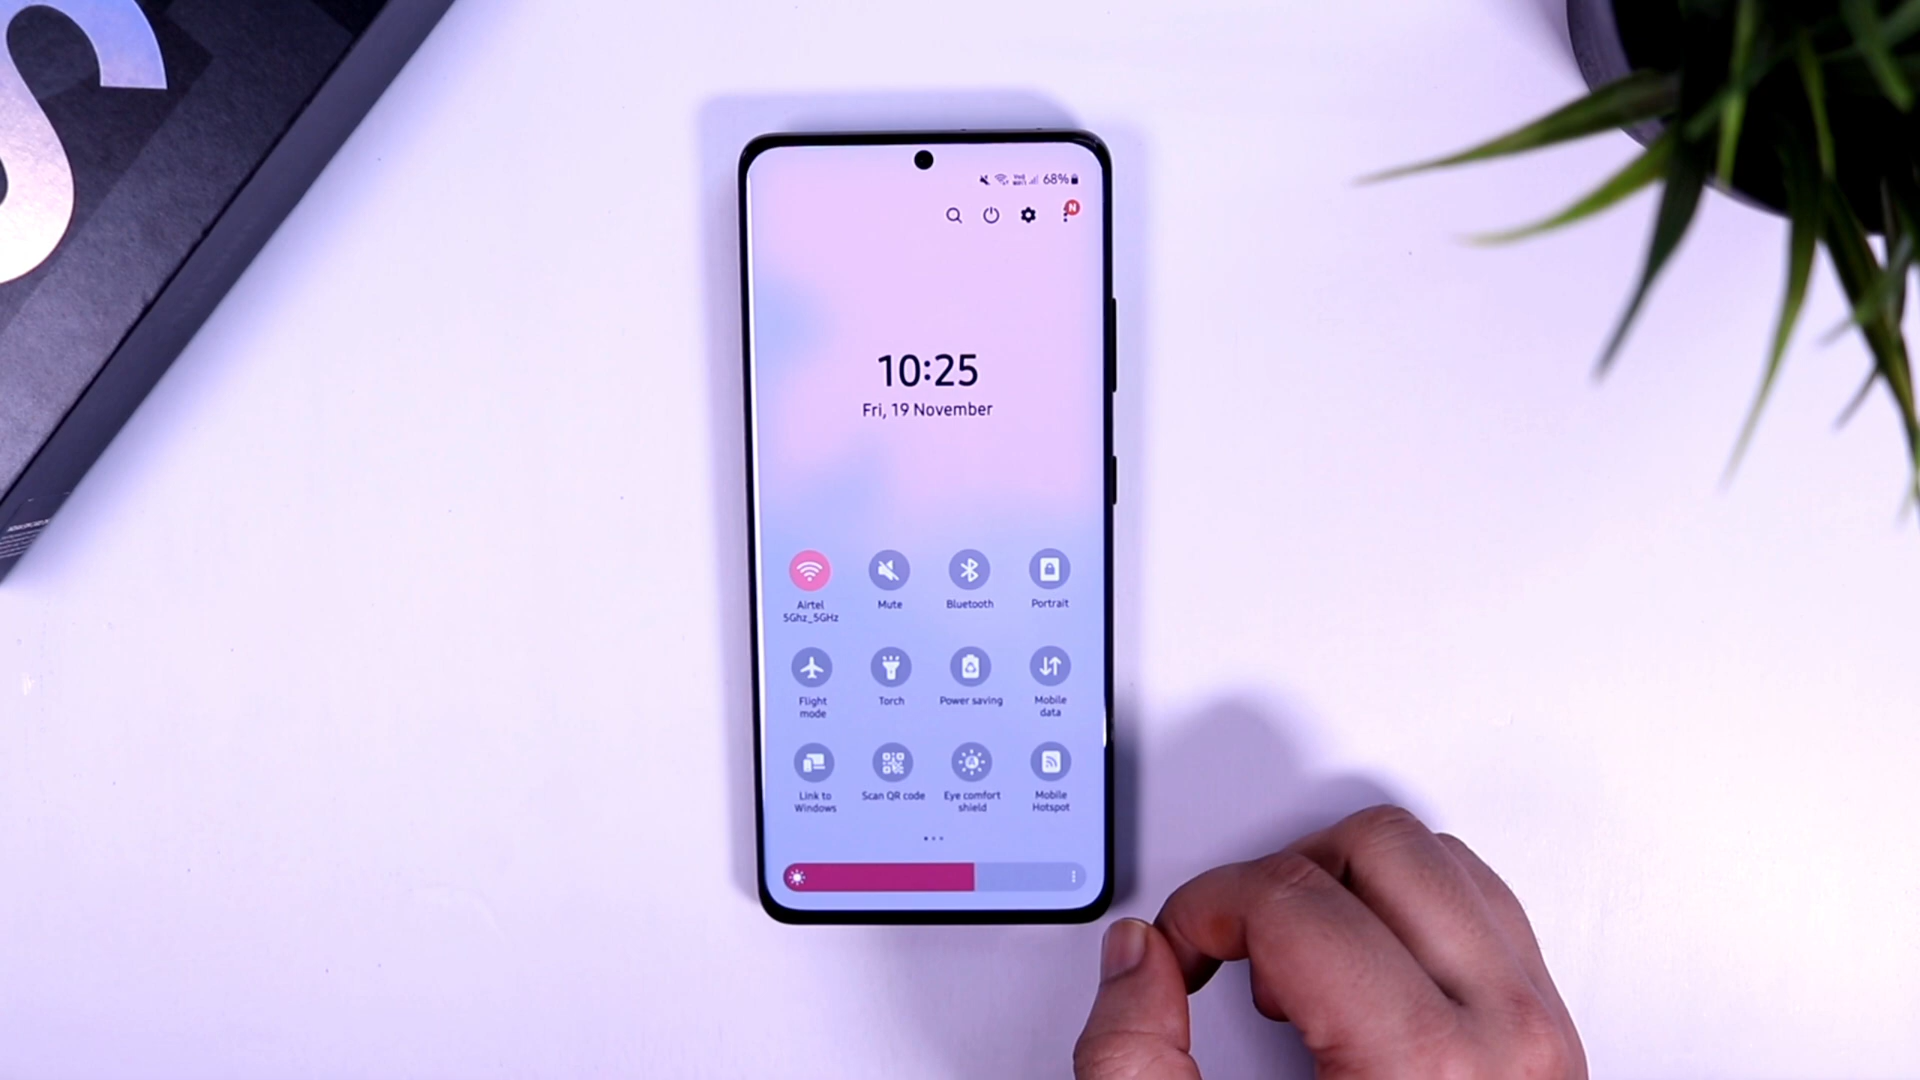 S
68%
N
10:25
Fri, 19 November
Airtel
5Ghz_5GHz
Mute
Bluetooth
Portrait
Flight
mode
Torch
Power saving
Mobile
data
Link to
Windows
Scan QR code
Eye comfort
shield
Mobile
Hotspot